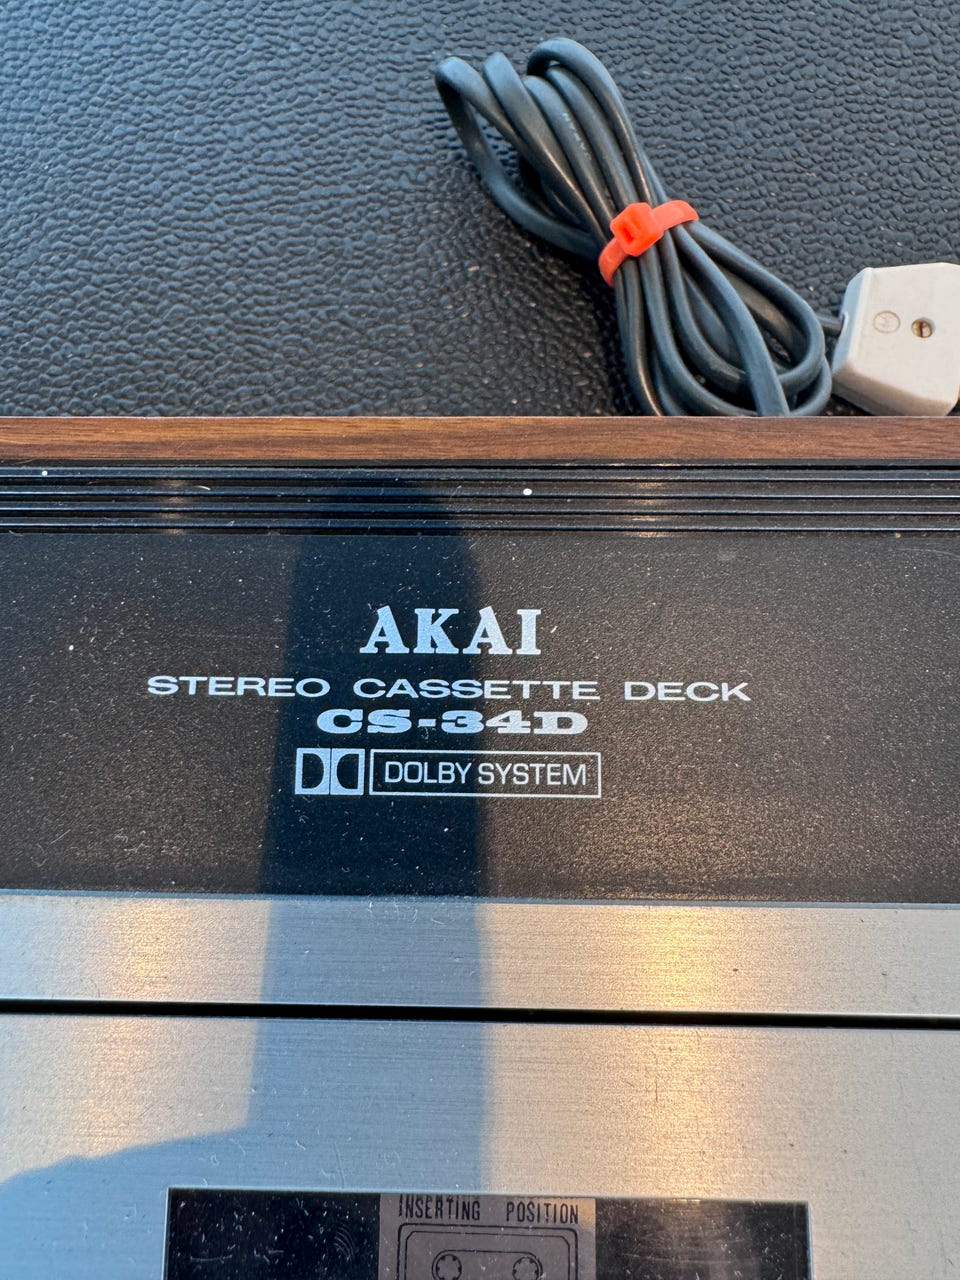 AKAI
STEREO CASSETTE DECK
CS-34D
DOLBY SYSTEM
INSERTING POSITION